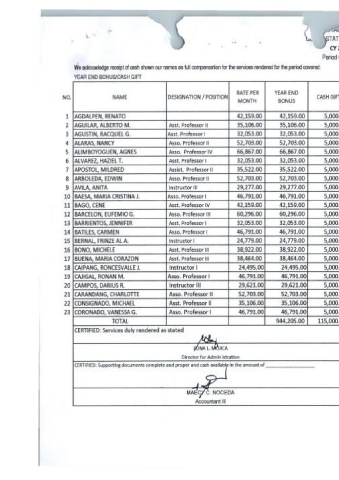 STAT
CY 2
Period
We acknowledge receipt of cash shown our names as full compensation for the services rendered for the period covered
YEAR END BONUS/CASH GIFT
NO. NAME DESIGNATION / POSITION RATE PER MONTH YEAR END BONUS CASH GIFT
1 AGDALPEN, RENATO 42,159.00 42,159.00 5,000
2 AGUILAR, ALBERTO M. Asst. Professor II 35,106.00 35,106.00 5,000
3 AGUSTIN, RACQUEL G. Asst. Professor I 32,053.00 32,053.00 5,000
4 ALARAS, NANCY Asso. Professor II 52,703.00 52,703.00 5,000
5 ALIMBOYOGUEN, AGNES Asso. Professor IV 66,867.00 66,867.00 5,000
6 ALVAREZ, HAZIEL T. Asst. Professor I 32,053.00 32,053.00 5,000
7 APOSTOL, MILDRED Assist. Professor II 35,522.00 35,522.00 5,000
8 ARBOLEDA, EDWIN Asso. Professor II 52,703.00 52,703.00 5,000
9 AVILA, ANITA Instructor III 29,277.00 29,277.00 5,000
10 BAESA, MARIA CRISTINA J. Asso. Professor I 46,791.00 46,791.00 5,000
11 BAGO, CENE Asst. Professor 42,159.00 42,159.00 5,000
12 BARCELON, EUFEMIO G. Asso. Professor III 60,296.00 60,296.00 5,000
13 BARRIENTOS, JENNIFER Asst. Professor I 32,053.00 32,053.00 5,000
14 BATILES, CARMEN Asso. Professor I 46,791.00 46,791.00 5,000
15 BERNAL, FRINZE AL A. Instructor I 24,779.00 24,779.00 5,000
16 BONO, MICHELE Asst. Professor III 38,922.00 38,922.00 5,000
17 BUENA, MARIA CORAZON Asst. Professor III 38,464.00 38,464.00 5,000
18 CAIPANG, RONCESVALLE J. Instructor I 24,495.00 24,495.00 5,000
19 CAJIGAL, RONAN M. Asso. Professor I 46,791.00 46,791.00 5,000
20 CAMPOS, DARIUS R. Instructor III 29,621.00 29,621.00 5,000
21 CARANDANG, CHARLOTTE Asso. Professor II 52,703.00 52,703.00 5,000
22 CONSIGNADO, MICHAEL Asst. Professor II 35,106.00 35,106.00 5,000
23 CORONADO, VANESSA G. Asso. Professor I 46,791.00 46,791.00 5,000
TOTAL 944,205.00 115,000
CERTIFIED: Services duly rendered as stated
L. MOJICA
Director for Admin istration
CERTIFIED: Supporting documents complete and proper and cash available in the amount of
C. NOCEDA
Accountant III